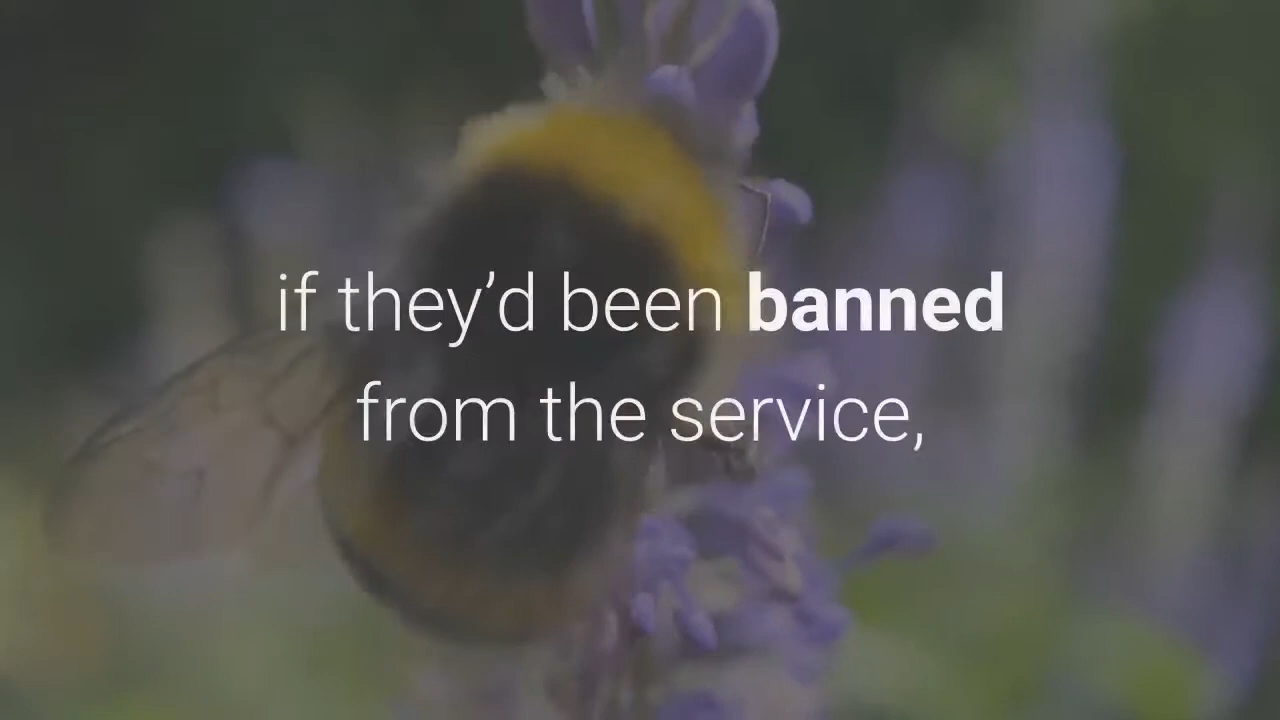 if they’d been banned
from the service,